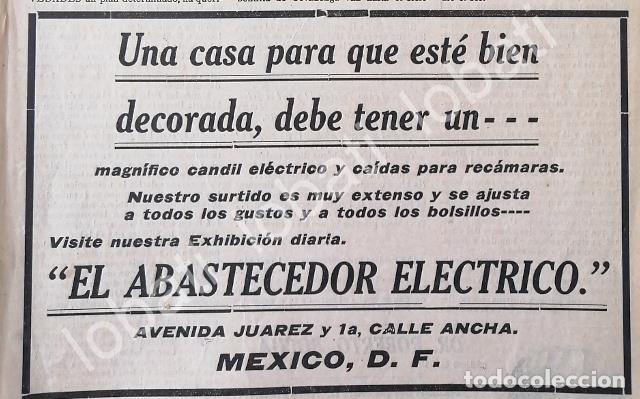 Una casa para que esté bien
decorada, debe tener un---
magnífico candil eléctrico y caídas para recámaras.
Nuestro surtido es muy extenso y se ajusta
a todos los gustos y a todos los bolsillos----
Visite nuestra Exhibición diaria.
"EL ABASTECEDOR ELECTRICO."
AVENIDA JUAREZ y 1a, CALLE ANCHA.
MEXICO, D. F.
todocoleccion.net